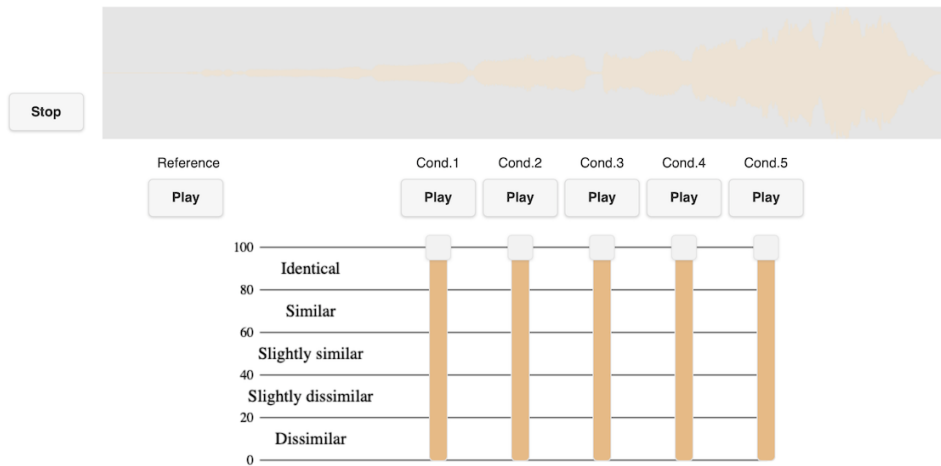 Stop
Reference Cond.1 Cond.2 Cond.3 Cond.4 Cond.5
Play Play Play Play Play Play
100
Identical
80
Similar
60
Slightly similar
40
Slightly dissimilar
20
Dissimilar
0